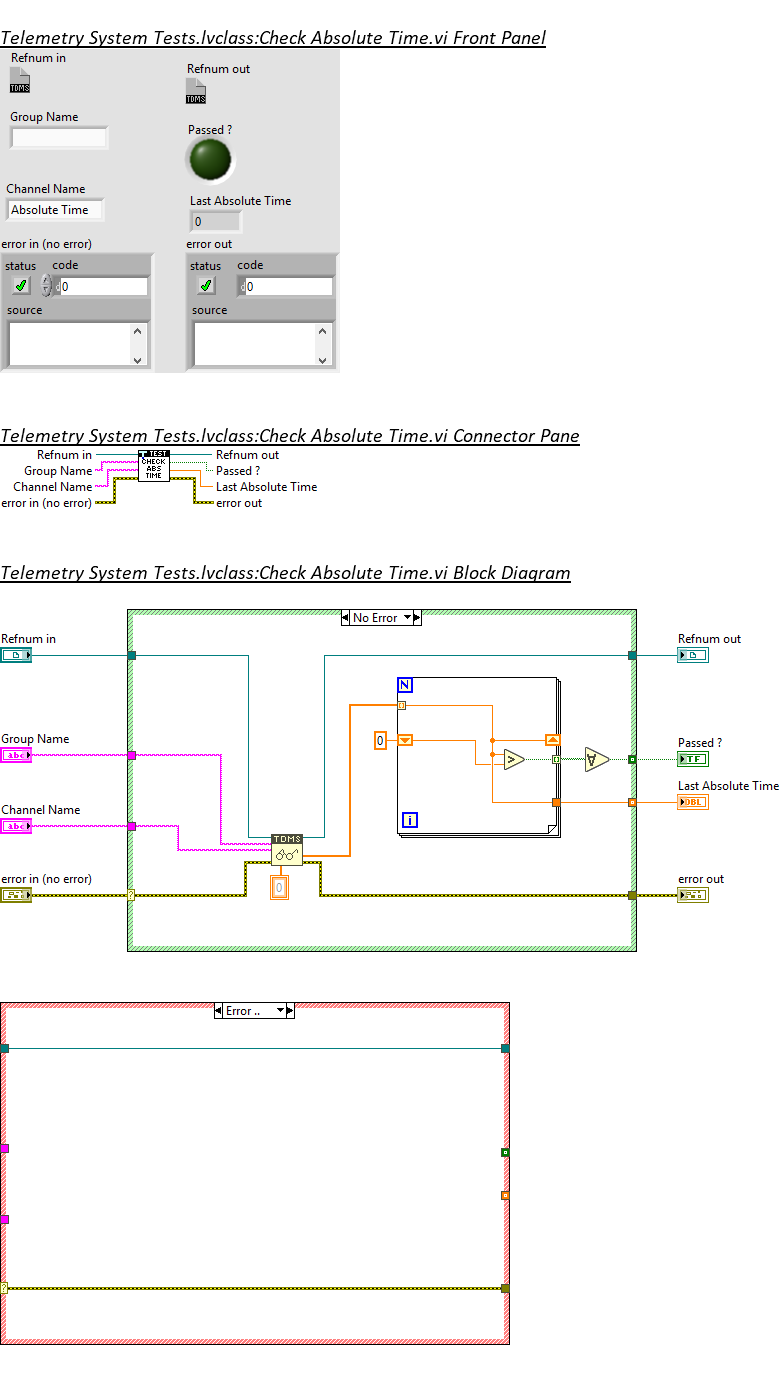 Telemetry System Tests.lvclass:Check Absolute Time.vi Front Panel
Refnum in
Refnum out
TDMS
TDMS
Group Name
Passed ?
Channel Name
Absolute Time
Last Absolute Time
0
error in (no error)
error out
status code
status code
d 0
d 0
source
source
Telemetry System Tests.lvclass:Check Absolute Time.vi Connector Pane
Refnum in
Group Name
Channel Name
error in (no error)
TEST
CHECK
ABS
TIME
Refnum out
Passed ?
Last Absolute Time
error out
Telemetry System Tests.lvclass:Check Absolute Time.vi Block Diagram
No Error
Refnum in
Refnum out
N
Group Name
abc
0
>
∀
Passed ?
TF
Last Absolute Time
DBL
Channel Name
abc
i
TDMS
error in (no error)
?
0
error out
Error ..
?